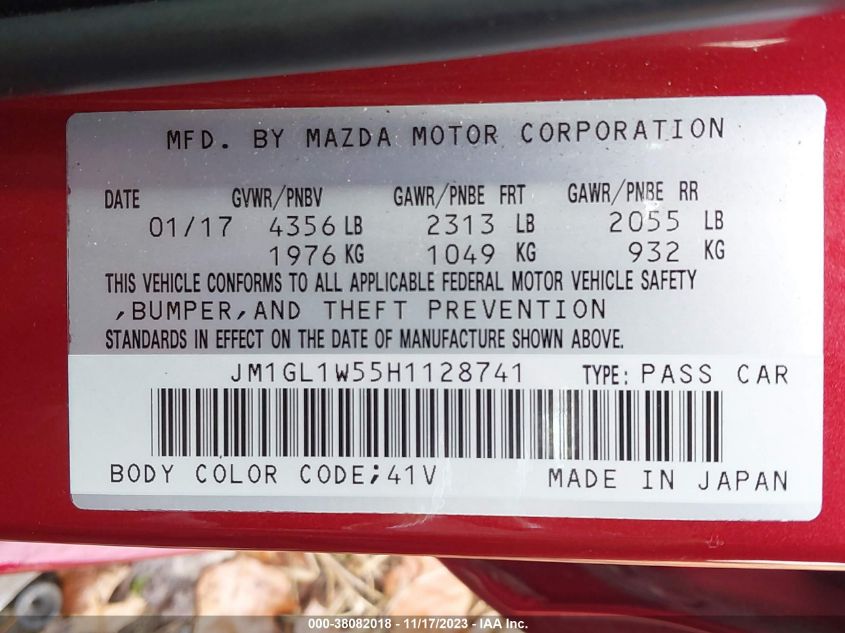 MFD. BY MAZDA MOTOR CORPORATION
DATE GVWR/PNBV GAWR/PNBE FRT GAWR/PNBE RR
01/17 4356 LB 2313 LB 2055 LB
1976 KG 1049 KG 932 KG
THIS VEHICLE CONFORMS TO ALL APPLICABLE FEDERAL MOTOR VEHICLE SAFETY
,BUMPER,AND THEFT PREVENTION
STANDARDS IN EFFECT ON THE DATE OF MANUFACTURE SHOWN ABOVE.
JM1GL1W55H1128741 TYPE: PASS CAR
BODY COLOR CODE;41V MADE IN JAPAN
000-38082018 - 11/17/2023 - IAA Inc.